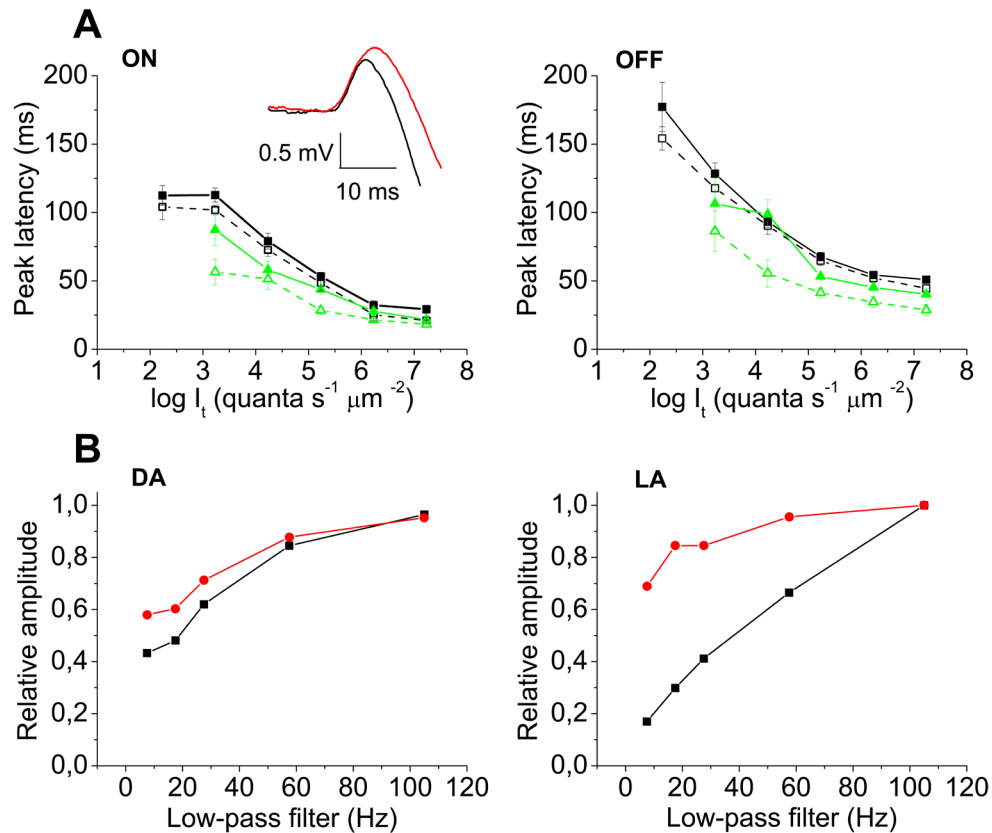 A
ON
OFF
Peak latency (ms)
200
150
100
50
0
0.5 mV
10 ms
1 2 3 4 5 6 7 8
log I_t (quanta s⁻¹ μm⁻²)
Peak latency (ms)
200
150
100
50
0
1 2 3 4 5 6 7 8
log I_t (quanta s⁻¹ μm⁻²)
B
DA
LA
Relative amplitude
1,0
0,8
0,6
0,4
0,2
0,0
0 20 40 60 80 100 120
Low-pass filter (Hz)
Relative amplitude
1,0
0,8
0,6
0,4
0,2
0,0
0 20 40 60 80 100 120
Low-pass filter (Hz)